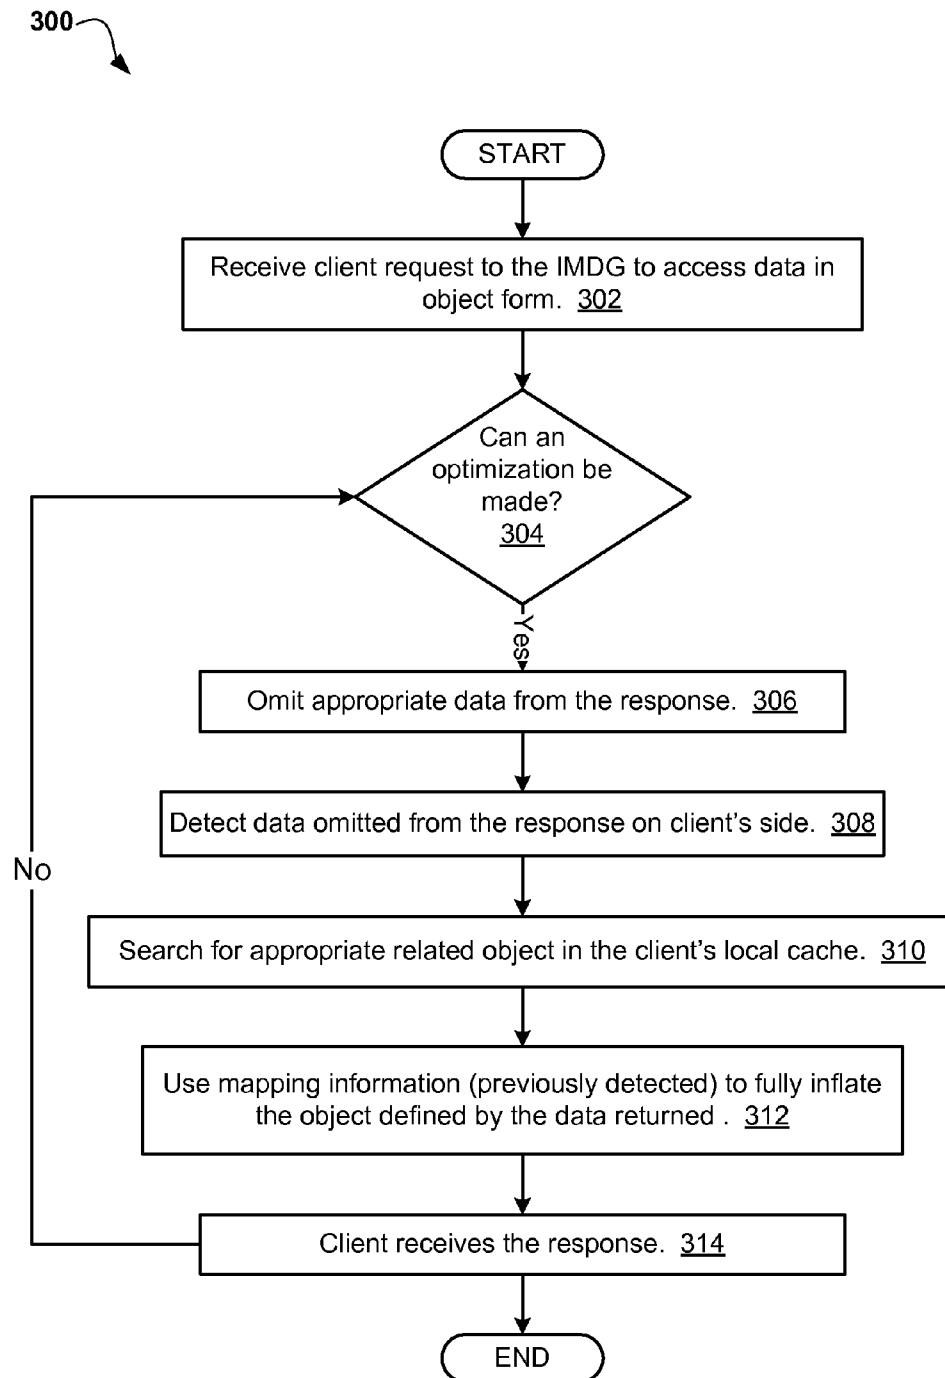 300
START
Receive client request to the IMDG to access data in
object form. 302
Can an
optimization be
made?
304
Yes
Omit appropriate data from the response. 306
Detect data omitted from the response on client's side. 308
No
Search for appropriate related object in the client's local cache. 310
Use mapping information (previously detected) to fully inflate
the object defined by the data returned . 312
Client receives the response. 314
END